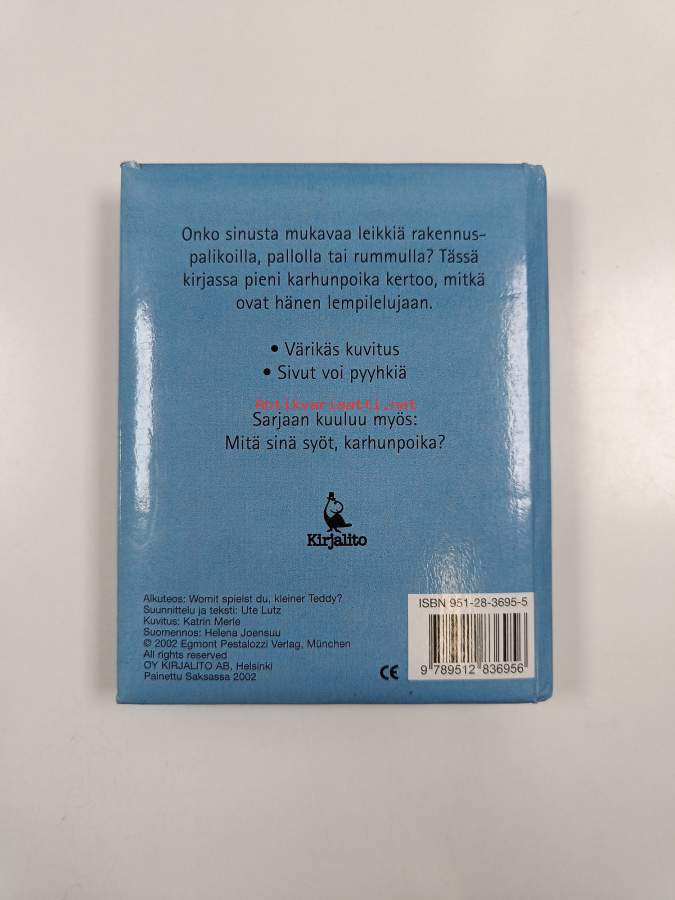 Onko sinusta mukavaa leikkiä rakennus-
palikoilla, pallolla tai rummulla? Tässä
kirjassa pieni karhunpoika kertoo, mitkä
ovat hänen lempilelujaan.
• Värikäs kuvitus
• Sivut voi pyyhkiä
Antikvariaatti.net
Sarjaan kuuluu myös:
Mitä sinä syöt, karhunpoika?
Kirjalito
Alkuteos: Womit spielst du, kleiner Teddy?
Suunnittelu ja teksti: Ute Lutz
Kuvitus: Katrin Merle
Suomennos: Helena Joensuu
© 2002 Egmont Pestalozzi Verlag, München
All rights reserved
OY KIRJALITO AB, Helsinki
Painettu Saksassa 2002
CE
ISBN 951-28-3695-5
9 789512 836956